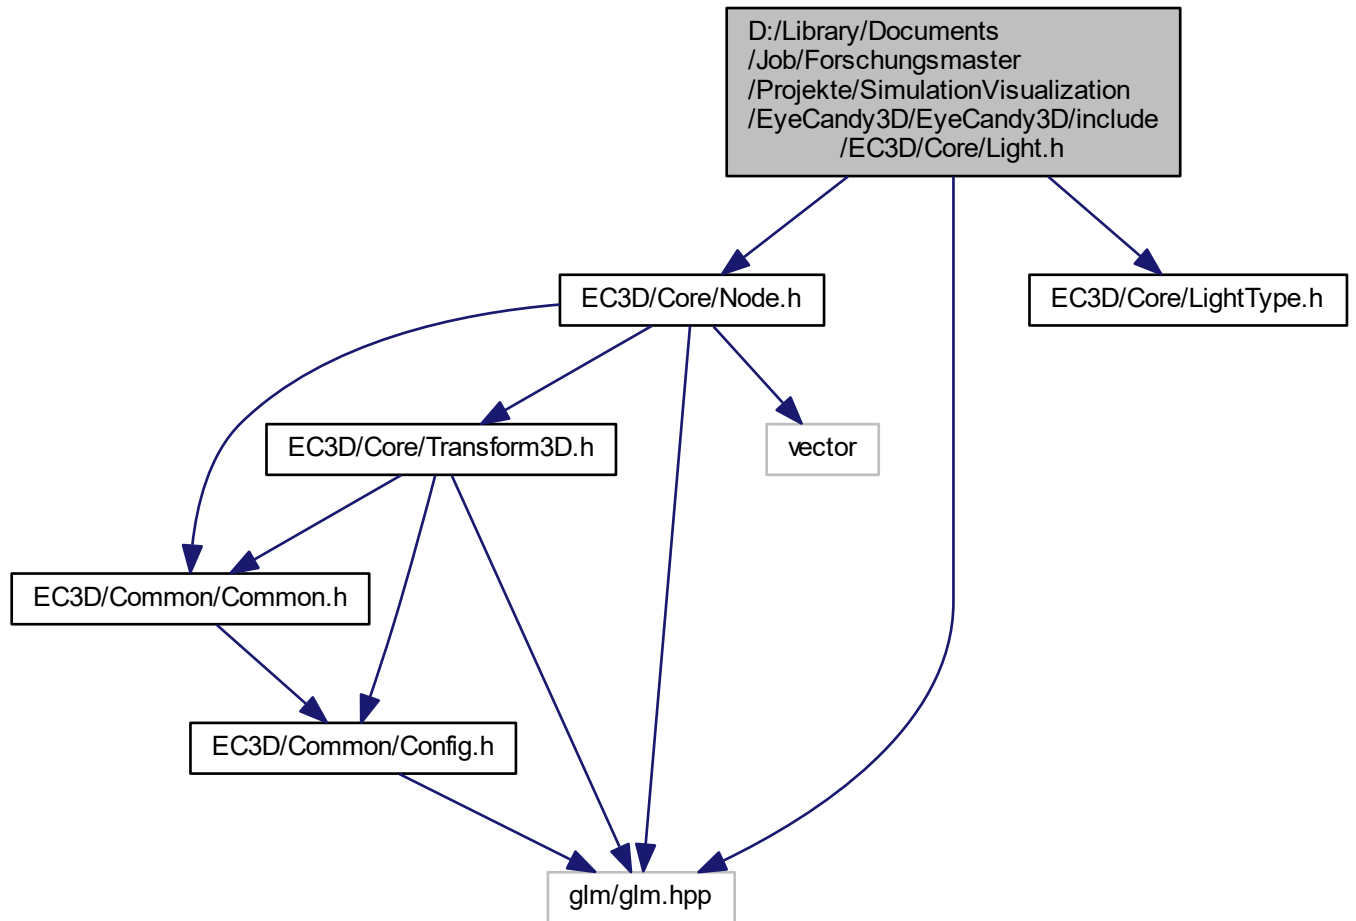 D:/Library/Documents
/Job/Forschungsmaster
/Projekte/SimulationVisualization
/EyeCandy3D/EyeCandy3D/include
/EC3D/Core/Light.h
EC3D/Core/Node.h
EC3D/Core/LightType.h
EC3D/Core/Transform3D.h
vector
EC3D/Common/Common.h
EC3D/Common/Config.h
glm/glm.hpp